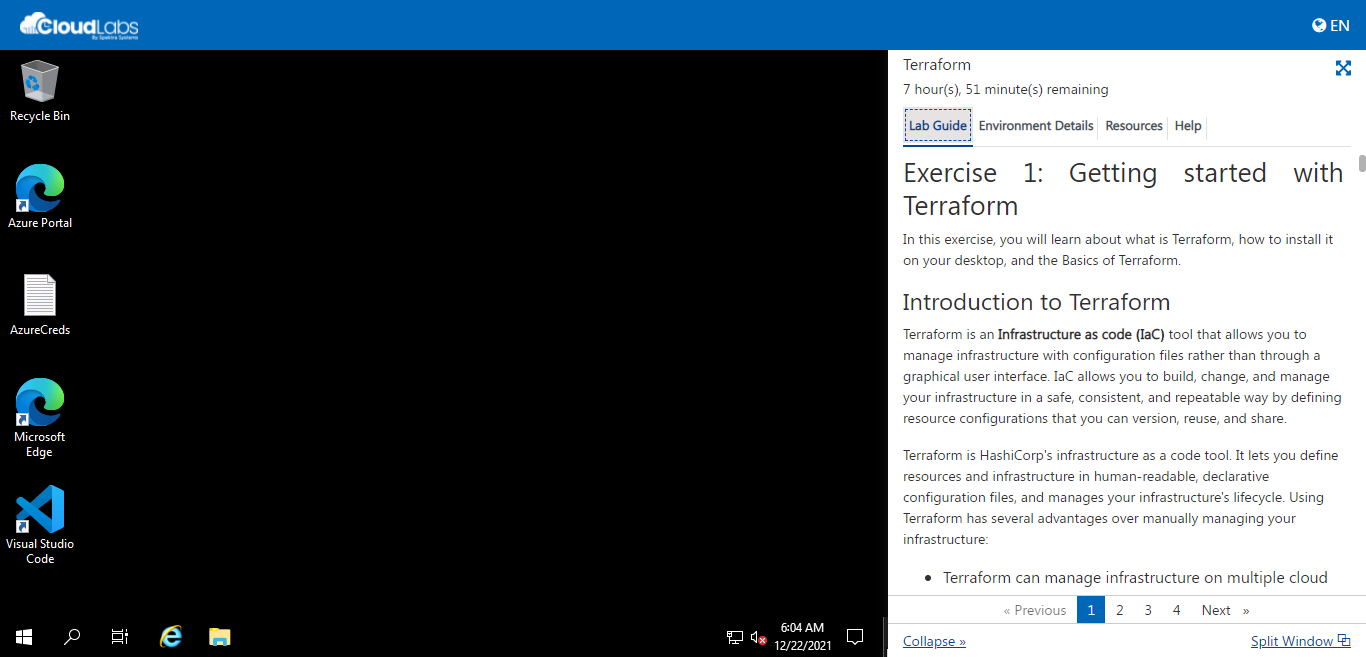 CloudLabs
By Spektra Systems
EN
Recycle Bin
Azure Portal
AzureCreds
Microsoft
Edge
Visual Studio
Code
6:04 AM
12/22/2021
Terraform
7 hour(s), 51 minute(s) remaining
Lab Guide Environment Details Resources Help
Exercise 1: Getting started with
Terraform
In this exercise, you will learn about what is Terraform, how to install it
on your desktop, and the Basics of Terraform.
Introduction to Terraform
Terraform is an Infrastructure as code (IaC) tool that allows you to
manage infrastructure with configuration files rather than through a
graphical user interface. IaC allows you to build, change, and manage
your infrastructure in a safe, consistent, and repeatable way by defining
resource configurations that you can version, reuse, and share.
Terraform is HashiCorp's infrastructure as a code tool. It lets you define
resources and infrastructure in human-readable, declarative
configuration files, and manages your infrastructure's lifecycle. Using
Terraform has several advantages over manually managing your
infrastructure:
• Terraform can manage infrastructure on multiple cloud
« Previous 1 2 3 4 Next »
Collapse » Split Window